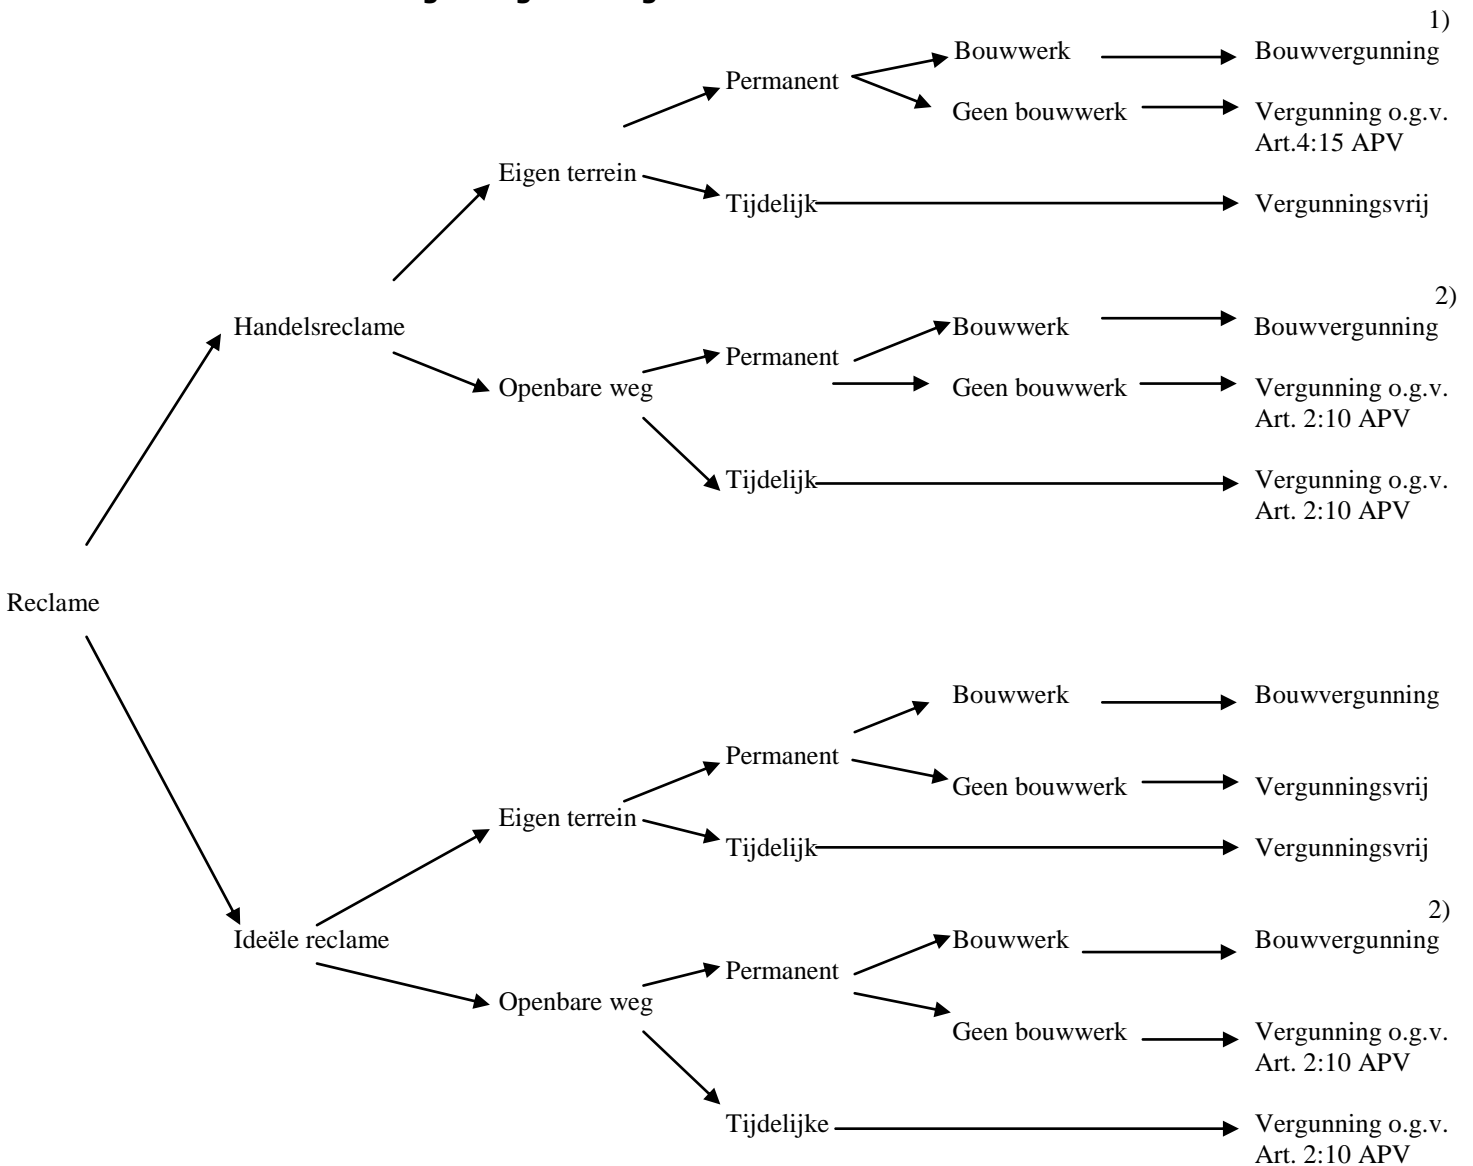 1)
Bouwwerk
Bouwvergunning
Permanent
Geen bouwwerk
Vergunning o.g.v.
Art.4:15 APV
Eigen terrein
Tijdelijk
Vergunningsvrij
2)
Handelsreclame
Bouwwerk
Bouwvergunning
Permanent
Openbare weg
Geen bouwwerk
Vergunning o.g.v.
Art. 2:10 APV
Tijdelijk
Vergunning o.g.v.
Art. 2:10 APV
Reclame
Bouwwerk
Bouwvergunning
Permanent
Geen bouwwerk
Vergunningsvrij
Eigen terrein
Tijdelijk
Vergunningsvrij
2)
Ideële reclame
Bouwwerk
Bouwvergunning
Permanent
Openbare weg
Geen bouwwerk
Vergunning o.g.v.
Art. 2:10 APV
Tijdelijke
Vergunning o.g.v.
Art. 2:10 APV